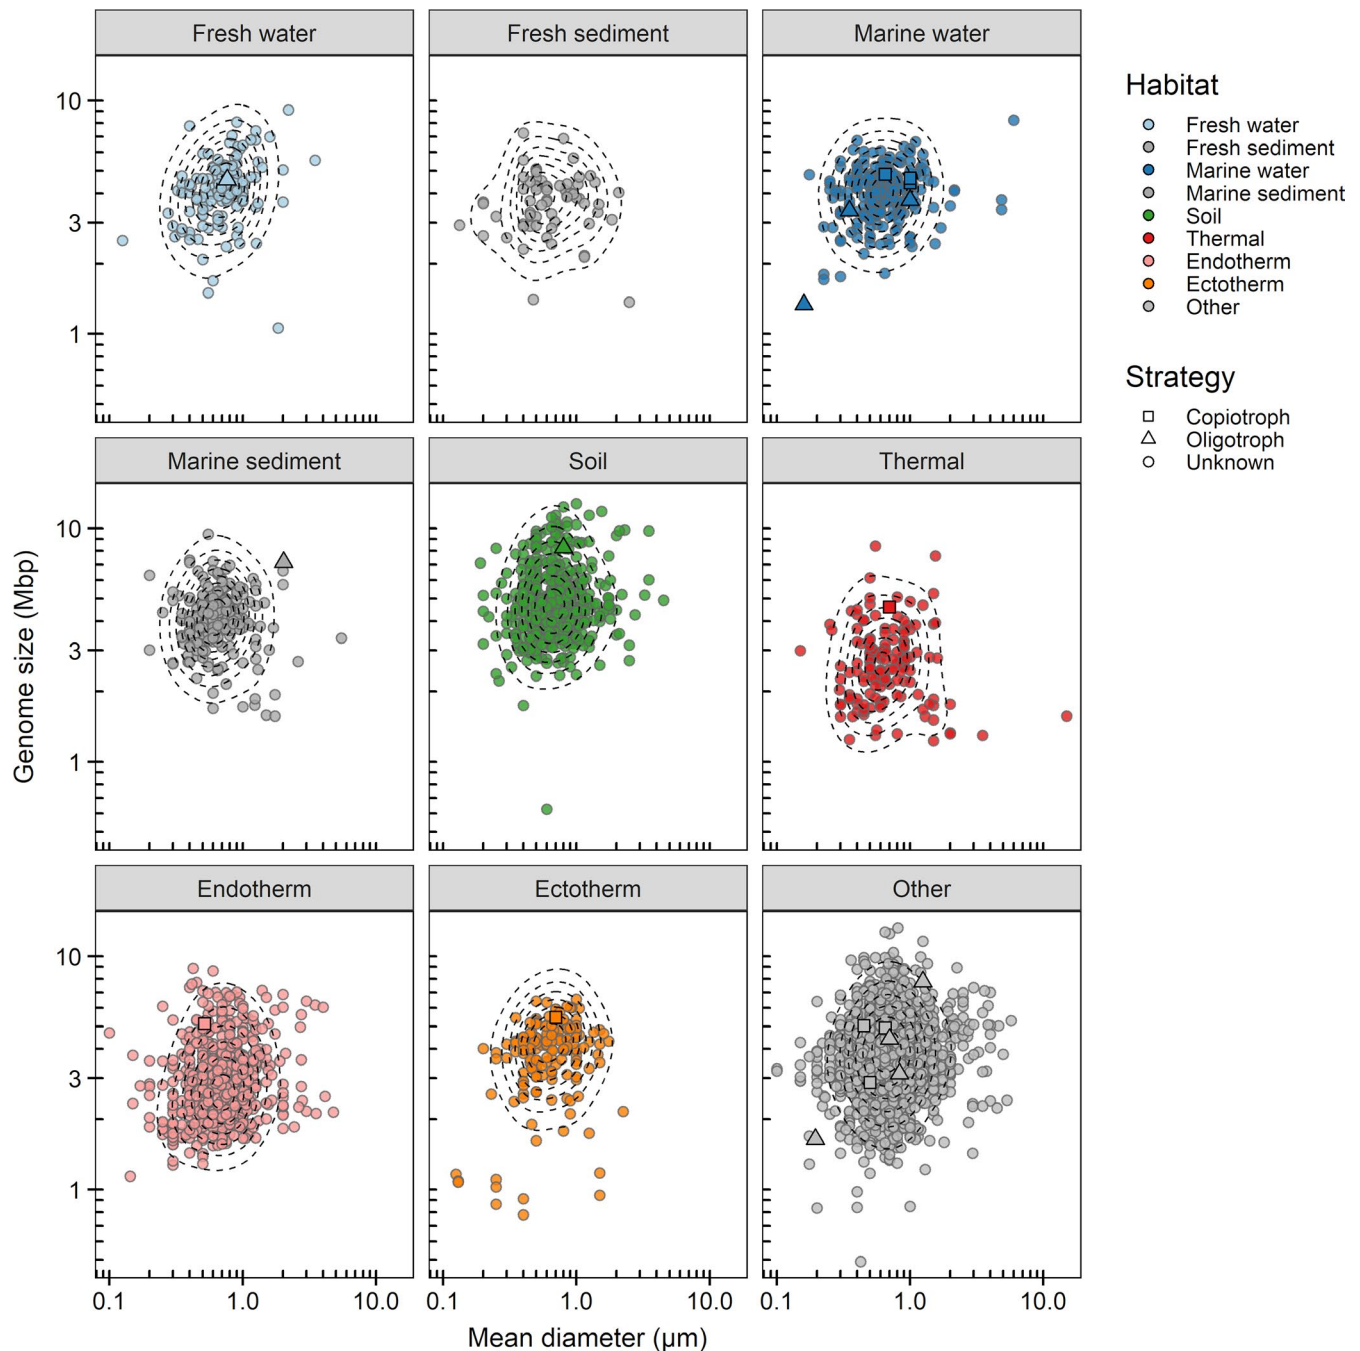 Fresh water
Fresh sediment
Marine water
10
3
1
Marine sediment
Soil
Thermal
10
3
1
Endotherm
Ectotherm
Other
10
3
1
0.1
1.0
10.0
0.1
1.0
10.0
0.1
1.0
10.0
Mean diameter (µm)
Genome size (Mbp)
Habitat
Fresh water
Fresh sediment
Marine water
Marine sediment
Soil
Thermal
Endotherm
Ectotherm
Other
Strategy
Copiotroph
Oligotroph
Unknown